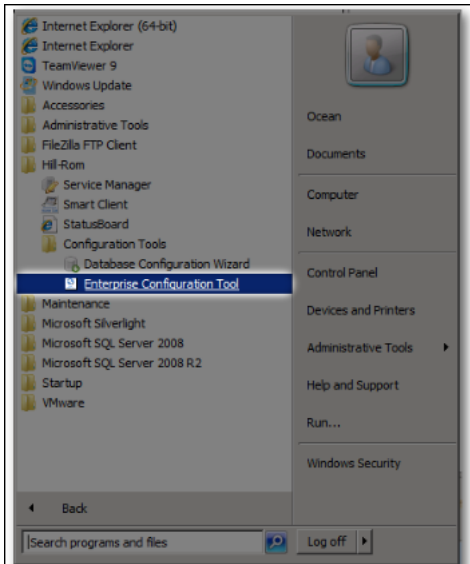 Internet Explorer (64-bit)
Internet Explorer
TeamViewer 9
Windows Update
Accessories
Administrative Tools
FileZilla FTP Client
Hill-Rom
Service Manager
Smart Client
StatusBoard
Configuration Tools
Database Configuration Wizard
Enterprise Configuration Tool
Maintenance
Microsoft Silverlight
Microsoft SQL Server 2008
Microsoft SQL Server 2008 R2
Startup
VMware
Back
Search programs and files
Ocean
Documents
Computer
Network
Control Panel
Devices and Printers
Administrative Tools
Help and Support
Run...
Windows Security
Log off